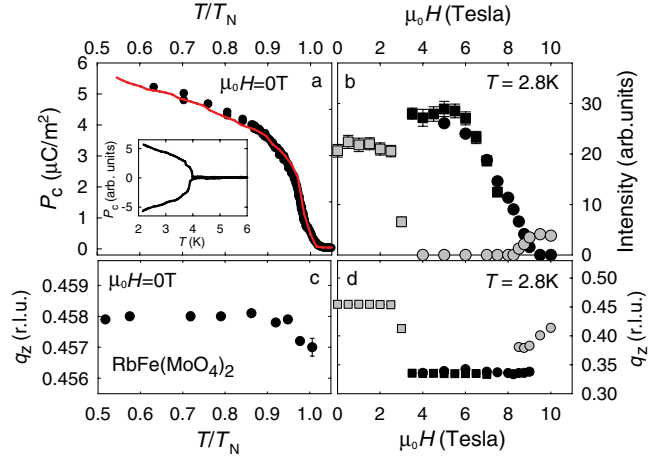 T/T_N
μ₀H (Tesla)
0.5 0.6 0.7 0.8 0.9 1.0
0 2 4 6 8 10
6
5
4
3
2
1
0
P_c (μC/m²)
μ₀H=0T
a
5
0
-5
P_c (arb. units)
2 3 4 5 6
T (K)
b
T = 2.8K
30
20
10
0
Intensity (arb.units)
0.459
0.458
0.457
0.456
q_z (r.l.u.)
μ₀H=0T
c
RbFe(MoO₄)₂
d
T = 2.8K
0.50
0.45
0.40
0.35
0.30
q_z (r.l.u.)
0.5 0.6 0.7 0.8 0.9 1.0
0 2 4 6 8 10
T/T_N
μ₀H (Tesla)